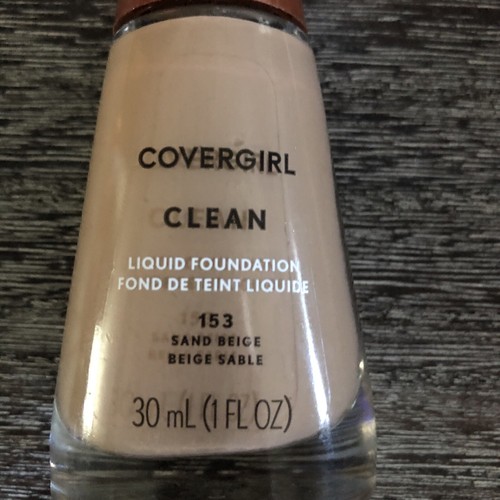 COVERGIRL
CLEAN
LIQUID FOUNDATION
FOND DE TEINT LIQUIDE
153
SAND BEIGE
BEIGE SABLE
30 mL (1 FL OZ)